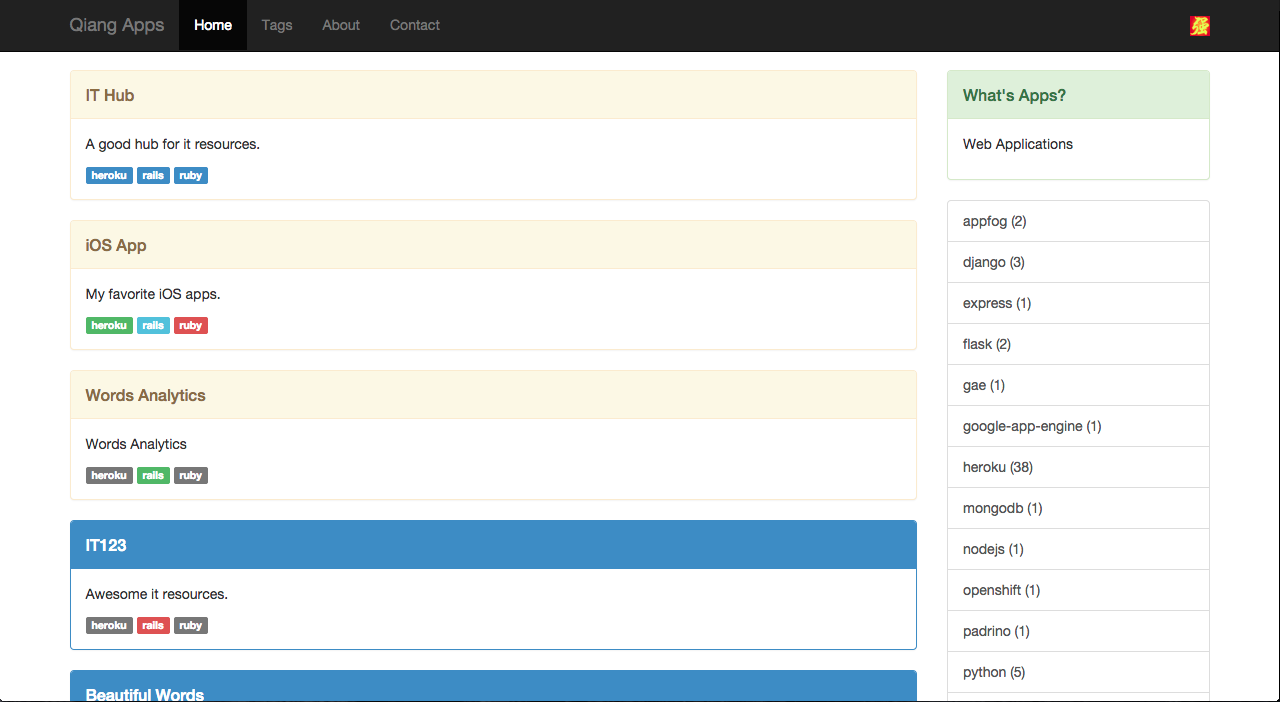 Qiang Apps Home Tags About Contact 強
IT Hub
A good hub for it resources.
heroku rails ruby
iOS App
My favorite iOS apps.
heroku rails ruby
Words Analytics
Words Analytics
heroku rails ruby
IT123
Awesome it resources.
heroku rails ruby
Beautiful Words
What's Apps?
Web Applications
appfog (2)
django (3)
express (1)
flask (2)
gae (1)
google-app-engine (1)
heroku (38)
mongodb (1)
nodejs (1)
openshift (1)
padrino (1)
python (5)